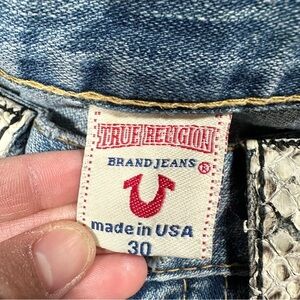 TRUE RELIGION
BRAND JEANS ®
made in USA
30